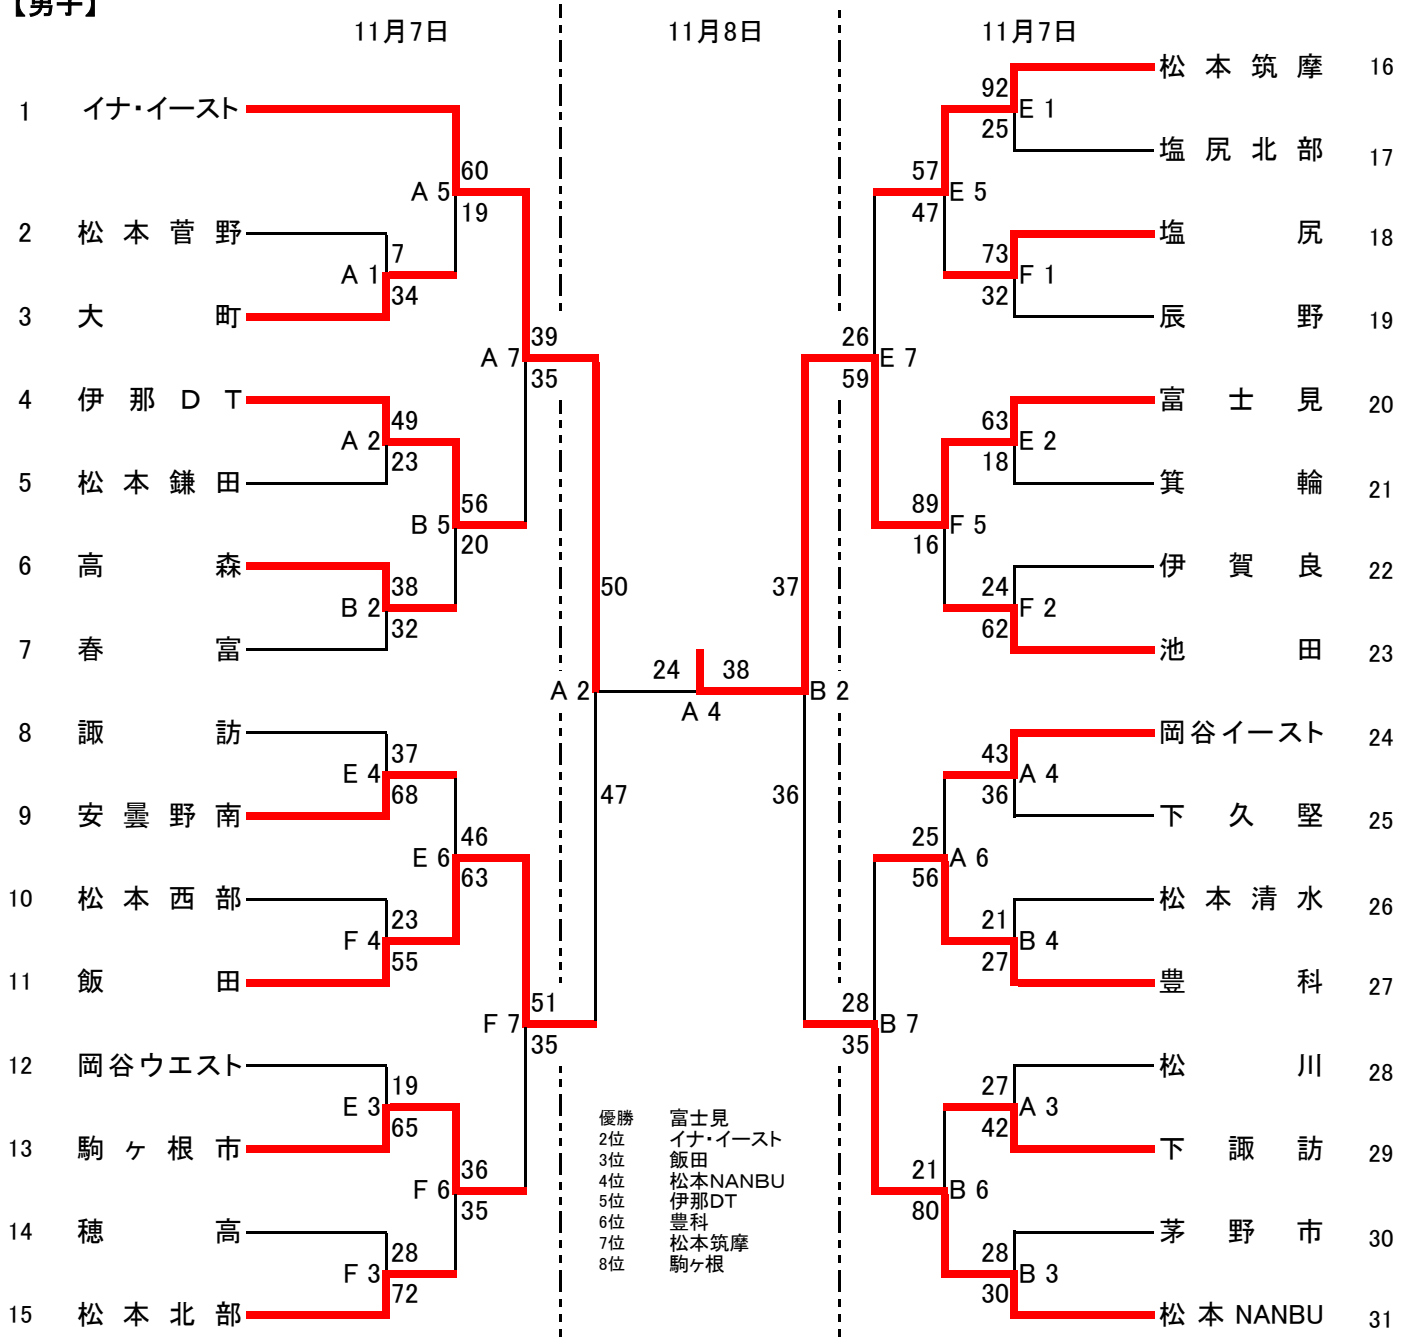 【男子】
11月7日 11月8日 11月7日
1 イナ・イースト
2 松本菅野
3 大町
4 伊那DT
5 松本鎌田
6 高森
7 春富
8 諏訪
9 安曇野南
10 松本西部
11 飯田
12 岡谷ウエスト
13 駒ヶ根市
14 穂高
15 松本北部
A 5 60 19
A 1 7 34
A 7 39 35
A 2 49 23
B 5 56 20
B 2 38 32
E 4 37 68
E 6 46 63
F 4 23 55
F 7 51 35
E 3 19 65
F 6 36 35
F 3 28 72
A 2 50 47
24 A 4 38
B 2 37 36
92 E 1 25
57 E 5 47
73 F 1 32
26 E 7 59
63 E 2 18
89 F 5 16
24 F 2 62
43 A 4 36
25 A 6 56
21 B 4 27
28 B 7 35
27 A 3 42
21 B 6 80
28 B 3 30
松本筑摩 16
塩尻北部 17
塩尻 18
辰野 19
富士見 20
箕輪 21
伊賀良 22
池田 23
岡谷イースト 24
下久堅 25
松本清水 26
豊科 27
松川 28
下諏訪 29
茅野市 30
松本NANBU 31
優勝 富士見
2位 イナ・イースト
3位 飯田
4位 松本NANBU
5位 伊那DT
6位 豊科
7位 松本筑摩
8位 駒ヶ根